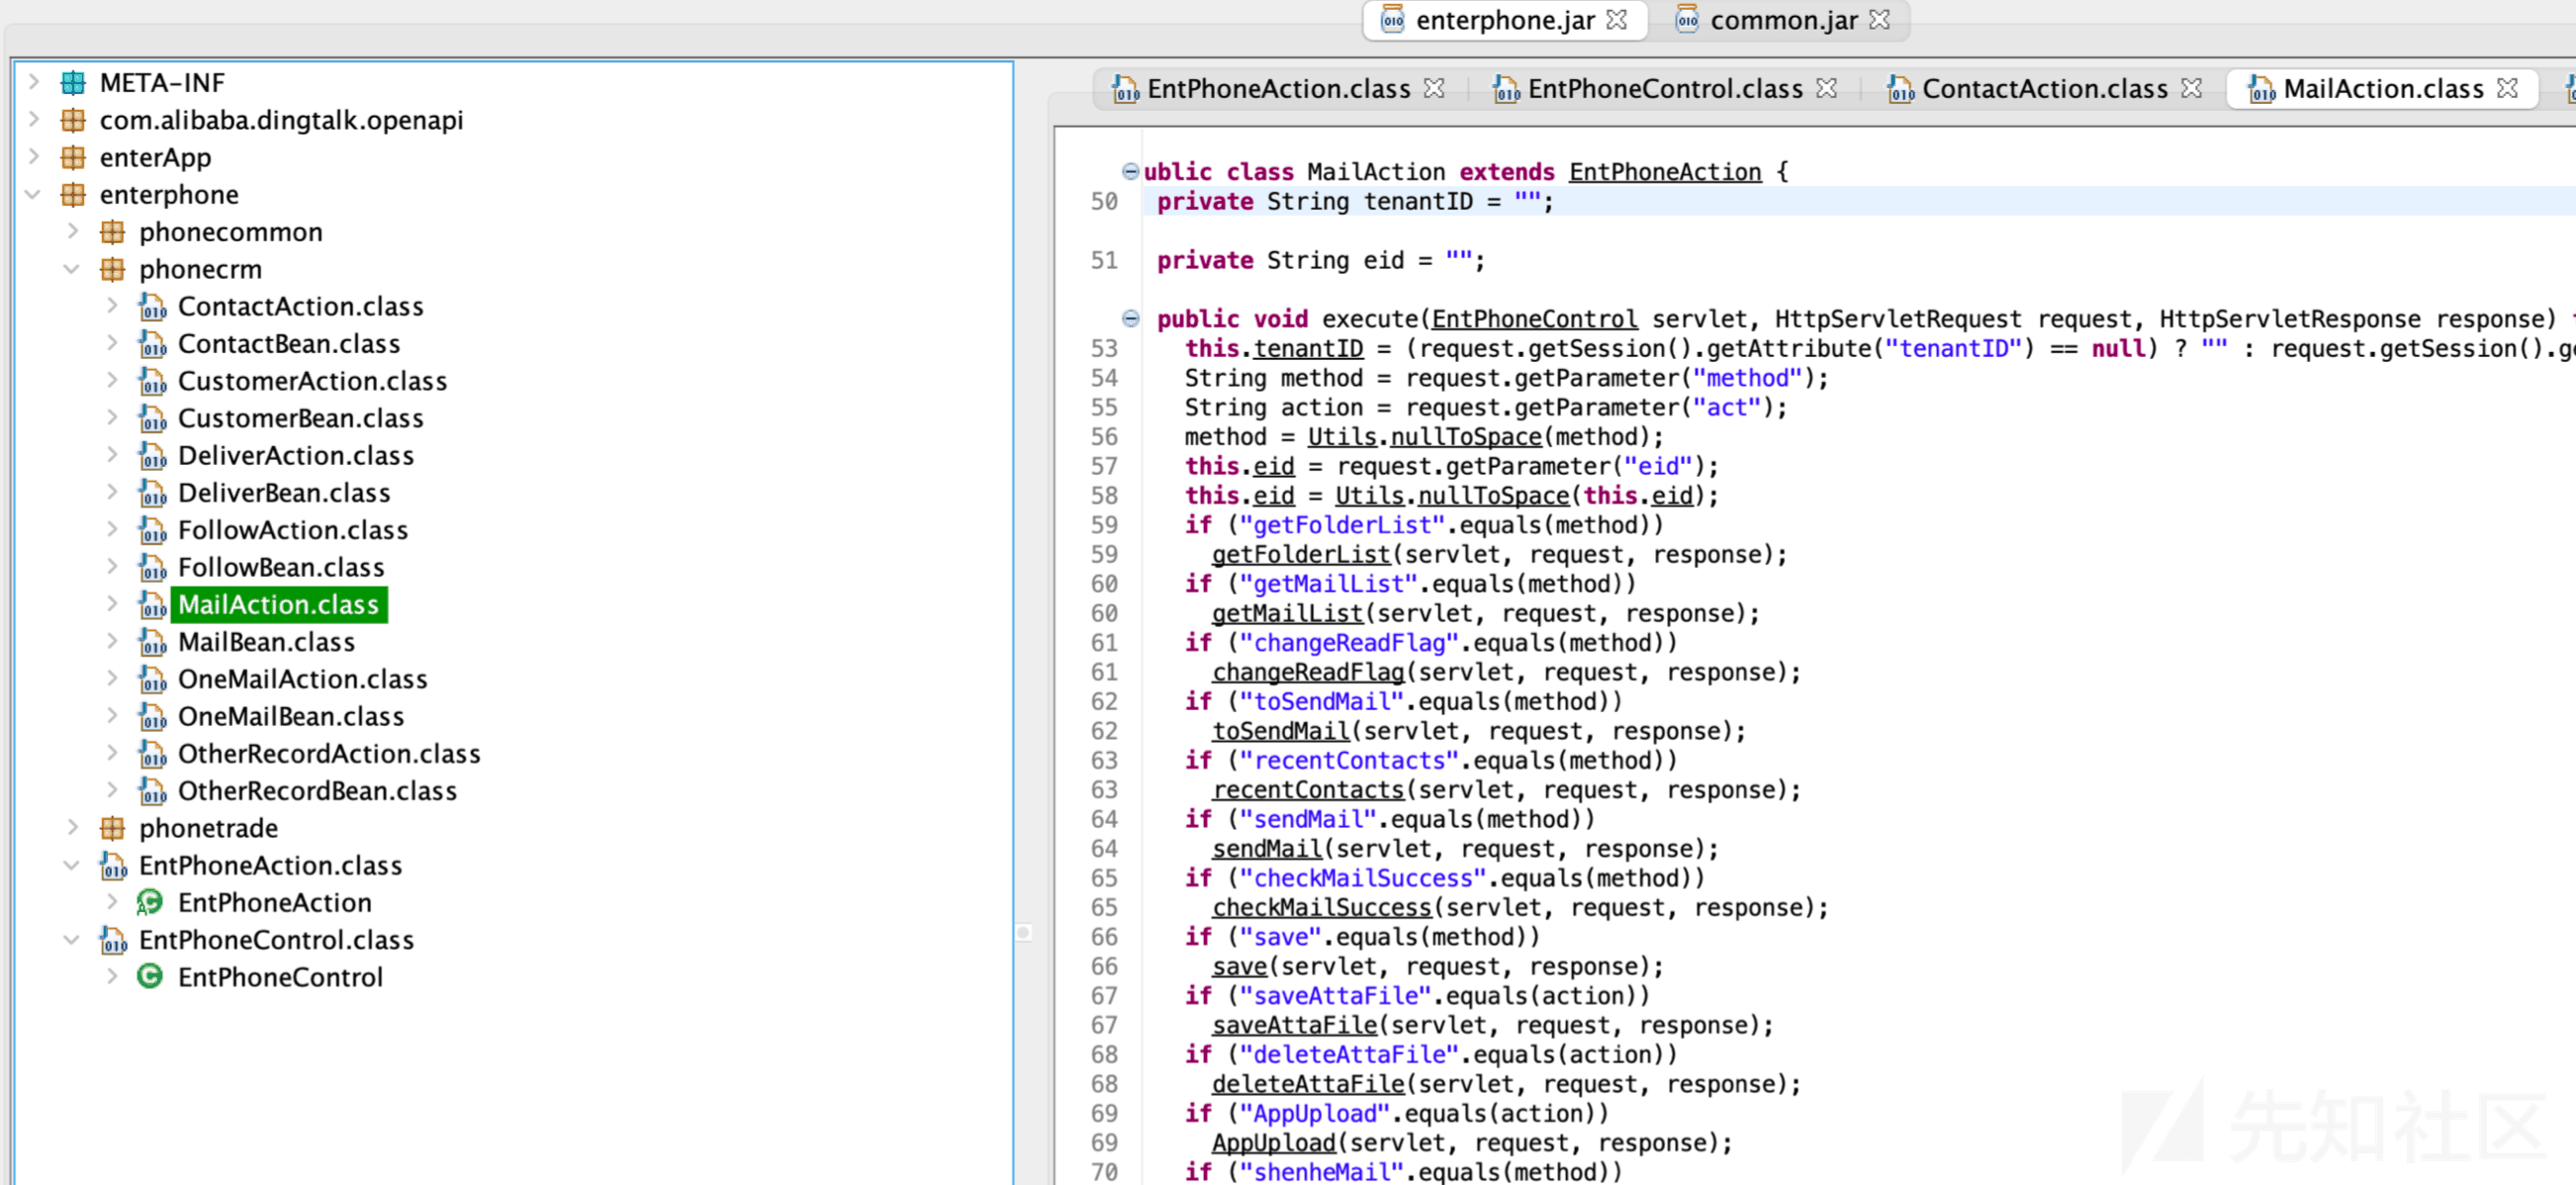 enterphone.jar
common.jar
META-INF
com.alibaba.dingtalk.openapi
enterApp
enterphone
phonecommon
phonecrm
ContactAction.class
ContactBean.class
CustomerAction.class
CustomerBean.class
DeliverAction.class
DeliverBean.class
FollowAction.class
FollowBean.class
MailAction.class
MailBean.class
OneMailAction.class
OneMailBean.class
OtherRecordAction.class
OtherRecordBean.class
phonetrade
EntPhoneAction.class
EntPhoneAction
EntPhoneControl.class
EntPhoneControl
EntPhoneAction.class
EntPhoneControl.class
ContactAction.class
MailAction.class
ublic class MailAction extends EntPhoneAction {
50 private String tenantID = "";
51 private String eid = "";
public void execute(EntPhoneControl servlet, HttpServletRequest request, HttpServletResponse response)
53 this.tenantID = (request.getSession().getAttribute("tenantID") == null) ? "" : request.getSession().g
54 String method = request.getParameter("method");
55 String action = request.getParameter("act");
56 method = Utils.nullToSpace(method);
57 this.eid = request.getParameter("eid");
58 this.eid = Utils.nullToSpace(this.eid);
59 if ("getFolderList".equals(method))
59 getFolderList(servlet, request, response);
60 if ("getMailList".equals(method))
60 getMailList(servlet, request, response);
61 if ("changeReadFlag".equals(method))
61 changeReadFlag(servlet, request, response);
62 if ("toSendMail".equals(method))
62 toSendMail(servlet, request, response);
63 if ("recentContacts".equals(method))
63 recentContacts(servlet, request, response);
64 if ("sendMail".equals(method))
64 sendMail(servlet, request, response);
65 if ("checkMailSuccess".equals(method))
65 checkMailSuccess(servlet, request, response);
66 if ("save".equals(method))
66 save(servlet, request, response);
67 if ("saveAttaFile".equals(action))
67 saveAttaFile(servlet, request, response);
68 if ("deleteAttaFile".equals(action))
68 deleteAttaFile(servlet, request, response);
69 if ("AppUpload".equals(action))
69 AppUpload(servlet, request, response);
70 if ("shenheMail".equals(method))
先知社区